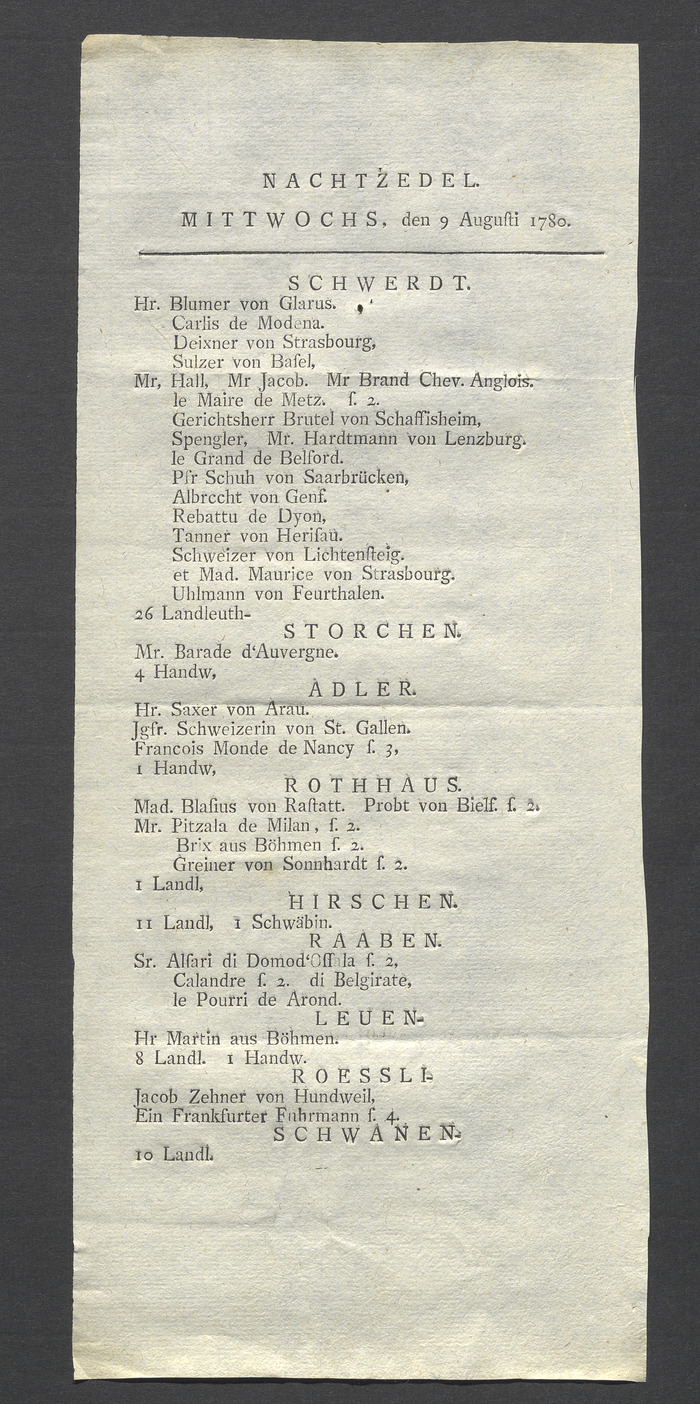 NACHTZEDEL.
MITTWOCHS, den 9 Auguſti 1780.
SCHWERDT.
Hr. Blumer von Glarus.
Carlis de Modena.
Deixner von Strasbourg,
Sulzer von Baſel,
Mr, Hall, Mr Jacob. Mr Brand Chev. Anglois.
le Maire de Metz. ſ. 2.
Gerichtsherr Brutel von Schaffisheim,
Spengler, Mr. Hardtmann von Lenzburg.
le Grand de Belford.
Pfr Schuh von Saarbrücken,
Albrecht von Genf.
Rebattu de Dyon,
Tanner von Heriſau.
Schweizer von Lichtenſteig.
et Mad. Maurice von Strasbourg.
Uhlmann von Feurthalen.
26 Landleuth-
STORCHEN.
Mr. Barade d'Auvergne.
4 Handw,
ADLER.
Hr. Saxer von Arau.
Jgfr. Schweizerin von St. Gallen.
Francois Monde de Nancy ſ. 3,
1 Handw,
ROTHHAUS.
Mad. Blaſius von Raſtatt. Probt von Bielf. ſ. 2.
Mr. Pitzala de Milan, ſ. 2.
Brix aus Böhmen ſ. 2.
Greiner von Sonnhardt ſ. 2.
1 Landl,
HIRSCHEN.
11 Landl, 1 Schwäbin.
RAABEN.
Sr. Alfari di Domod'Oſſala ſ. 2,
Calandre ſ. 2. di Belgirate,
le Pourri de Arond.
LEUEN-
Hr Martin aus Böhmen.
8 Landl. 1 Handw.
ROESSLI-
Jacob Zehner von Hundweil,
Ein Frankfurter Fuhrmann ſ. 4.
SCHWANEN-
10 Landl.